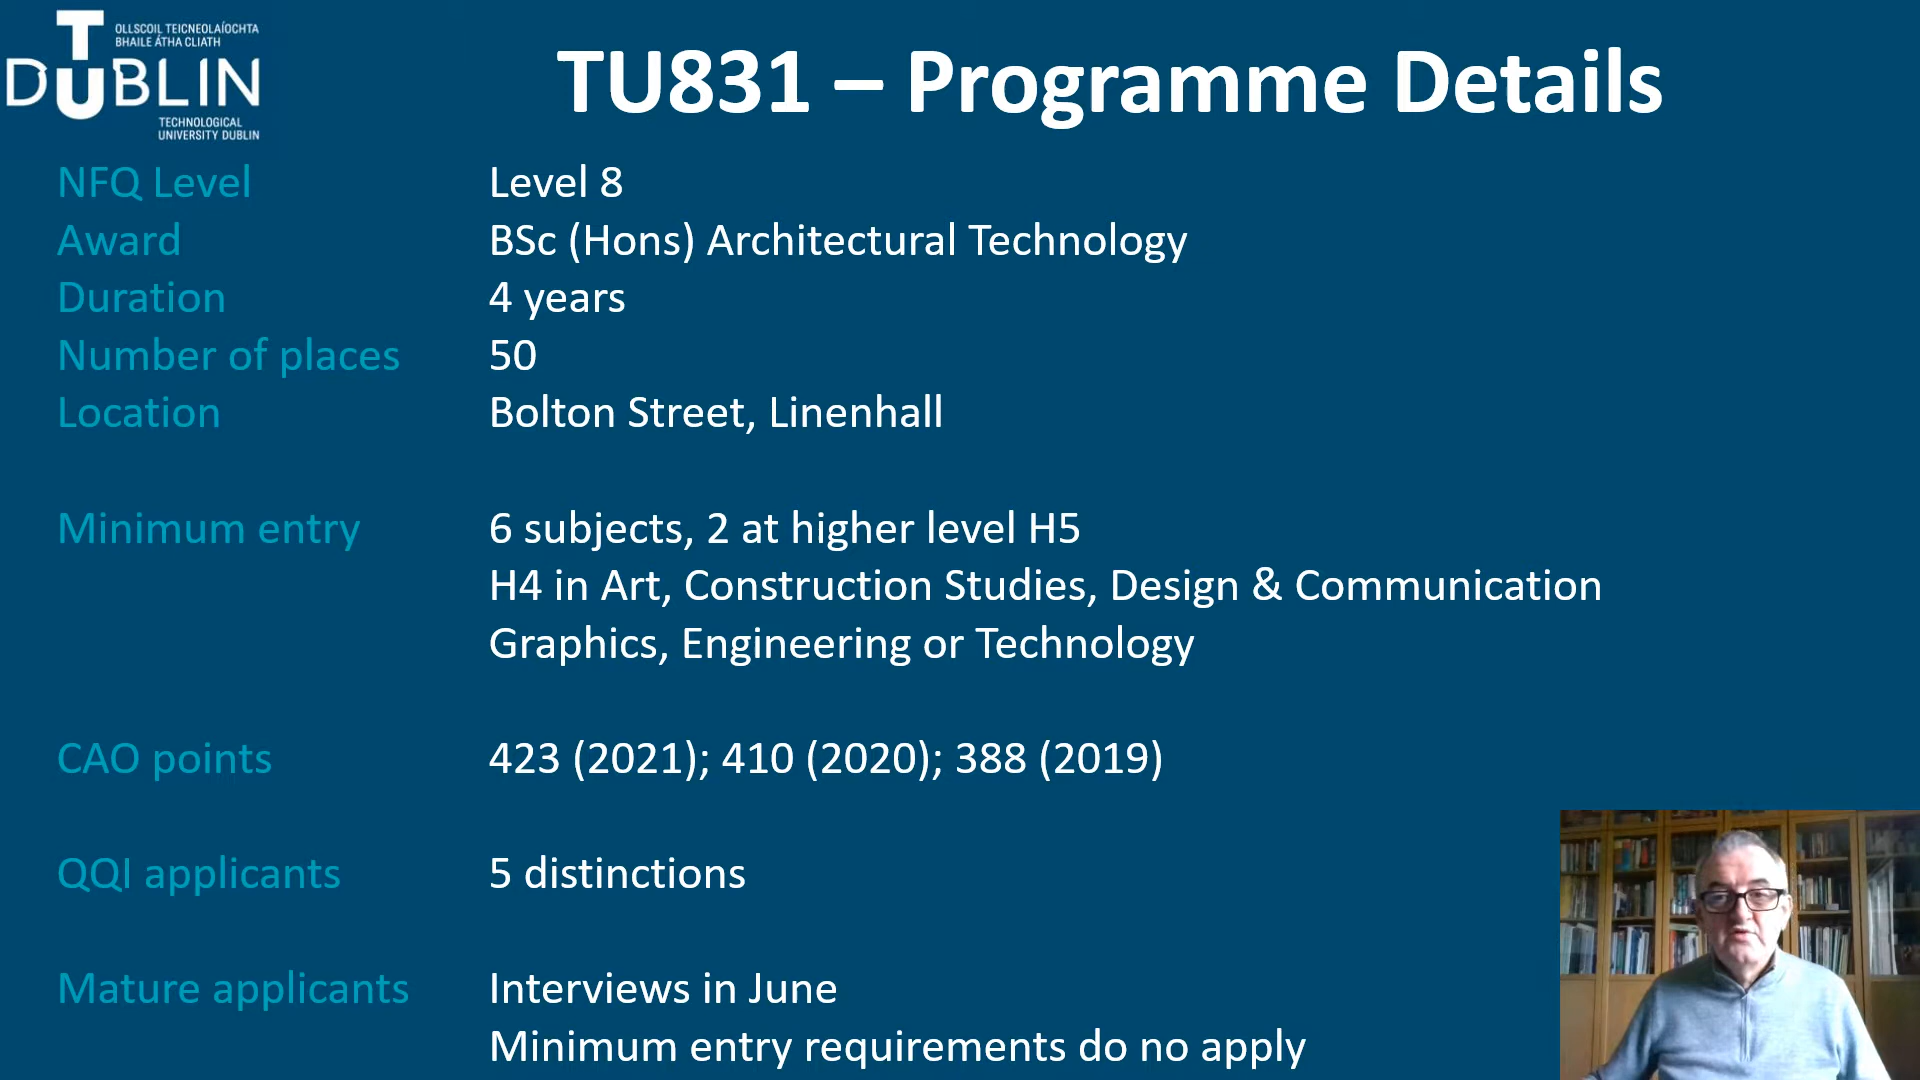 OLLSCOIL TEICNEOLAÍOCHTA
BHAILE ÁTHA CLIATH
TU DUBLIN
TECHNOLOGICAL
UNIVERSITY DUBLIN
TU831 – Programme Details
NFQ Level Level 8
Award BSc (Hons) Architectural Technology
Duration 4 years
Number of places 50
Location Bolton Street, Linenhall
Minimum entry 6 subjects, 2 at higher level H5
H4 in Art, Construction Studies, Design & Communication
Graphics, Engineering or Technology
CAO points 423 (2021); 410 (2020); 388 (2019)
QQI applicants 5 distinctions
Mature applicants Interviews in June
Minimum entry requirements do no apply